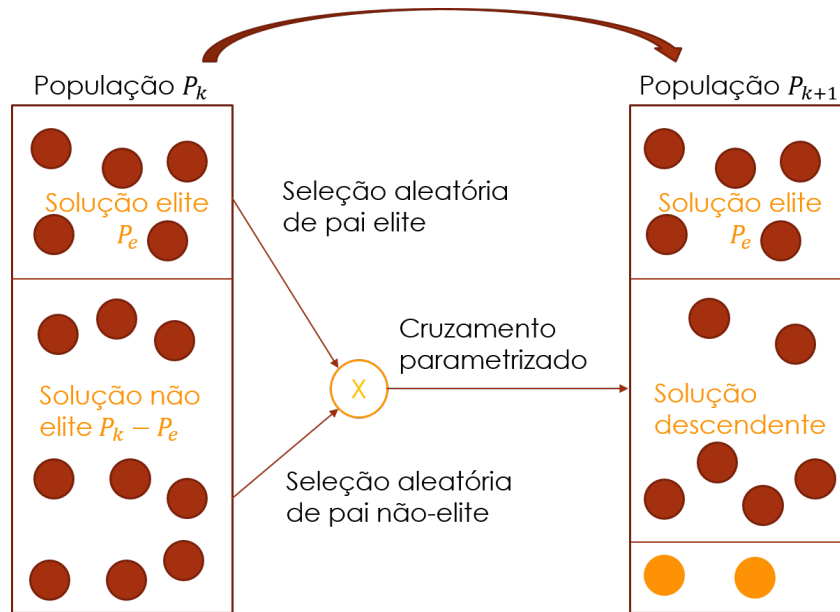 População P_k
População P_{k+1}
Solução elite
P_e
Seleção aleatória
de pai elite
Solução elite
P_e
Cruzamento
parametrizado
X
Solução não
elite P_k − P_e
Solução
descendente
Seleção aleatória
de pai não-elite